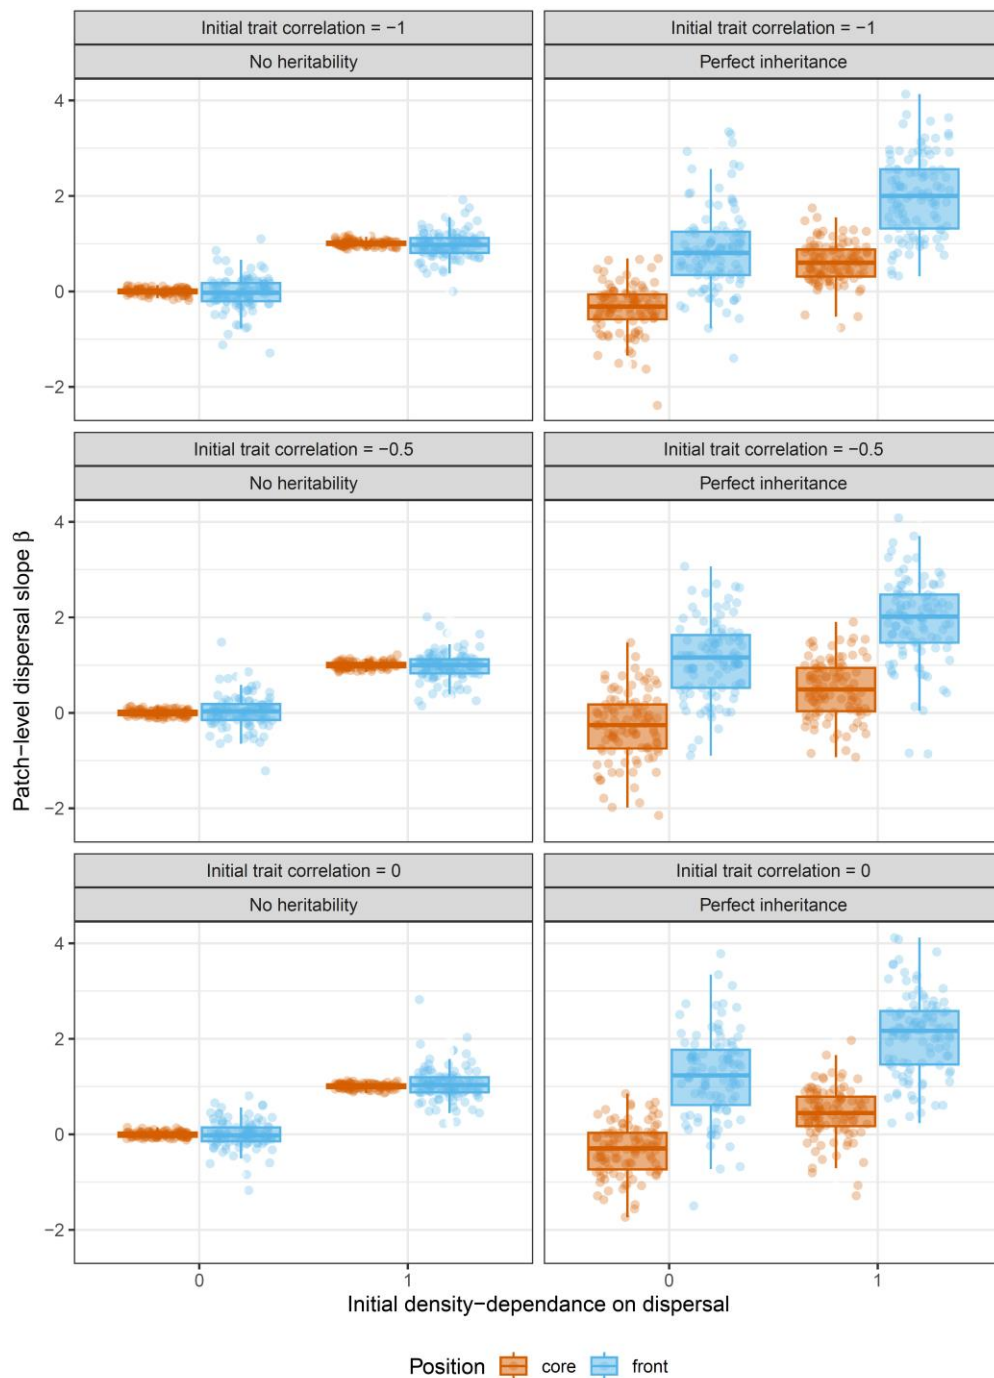 Initial trait correlation = −1
Initial trait correlation = −1
No heritability
Perfect inheritance
4
2
0
−2
Initial trait correlation = −0.5
Initial trait correlation = −0.5
No heritability
Perfect inheritance
4
2
0
−2
Initial trait correlation = 0
Initial trait correlation = 0
No heritability
Perfect inheritance
4
2
0
−2
Patch−level dispersal slope β
0
1
0
1
Initial density−dependance on dispersal
Position core front